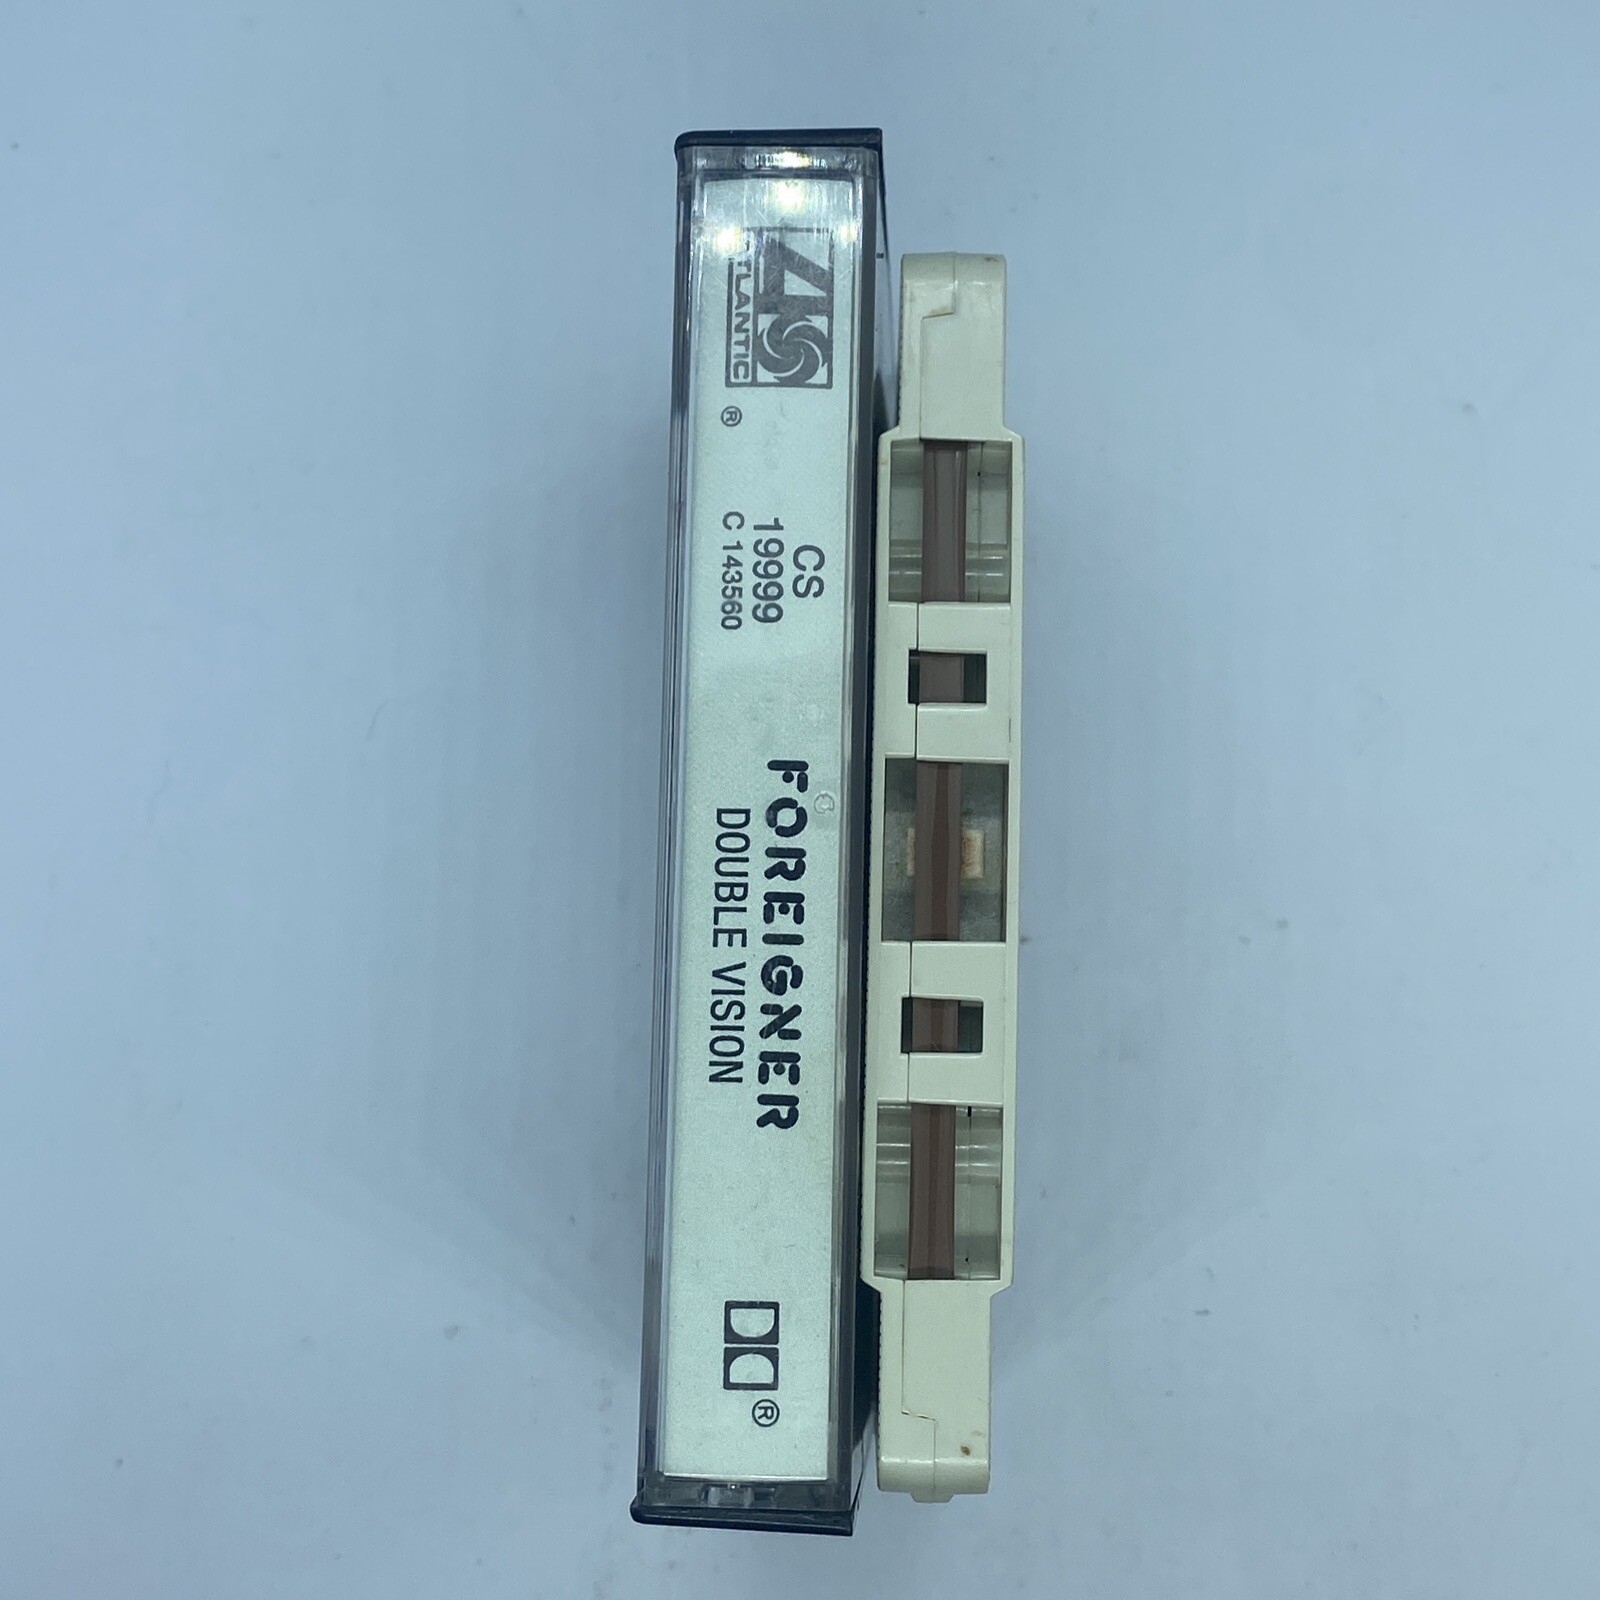 ATLANTIC
®
CS
19999
C 143560
FOREIGNER
DOUBLE VISION
®